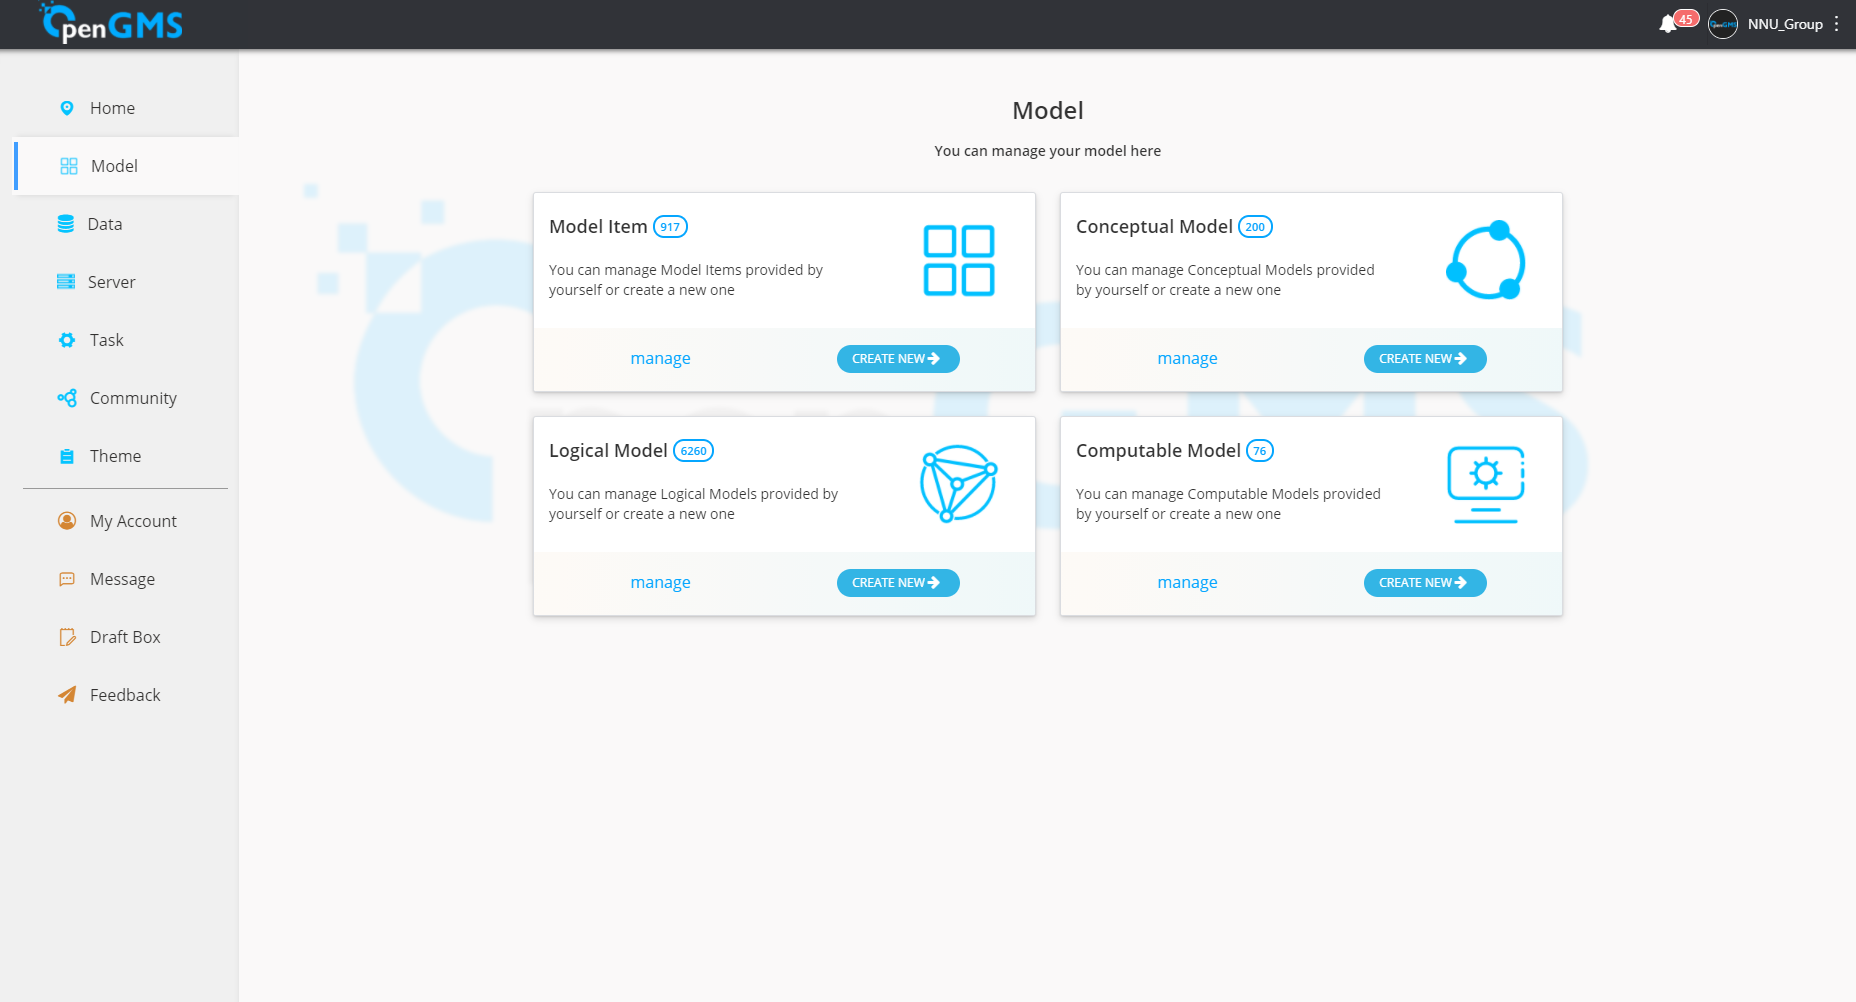 OpenGMS
45
NNU_Group
Home
Model
Data
Server
Task
Community
Theme
My Account
Message
Draft Box
Feedback
Model
You can manage your model here
Model Item 917
You can manage Model Items provided by
yourself or create a new one
manage
CREATE NEW
Conceptual Model 200
You can manage Conceptual Models provided
by yourself or create a new one
manage
CREATE NEW
Logical Model 6260
You can manage Logical Models provided by
yourself or create a new one
manage
CREATE NEW
Computable Model 76
You can manage Computable Models provided
by yourself or create a new one
manage
CREATE NEW